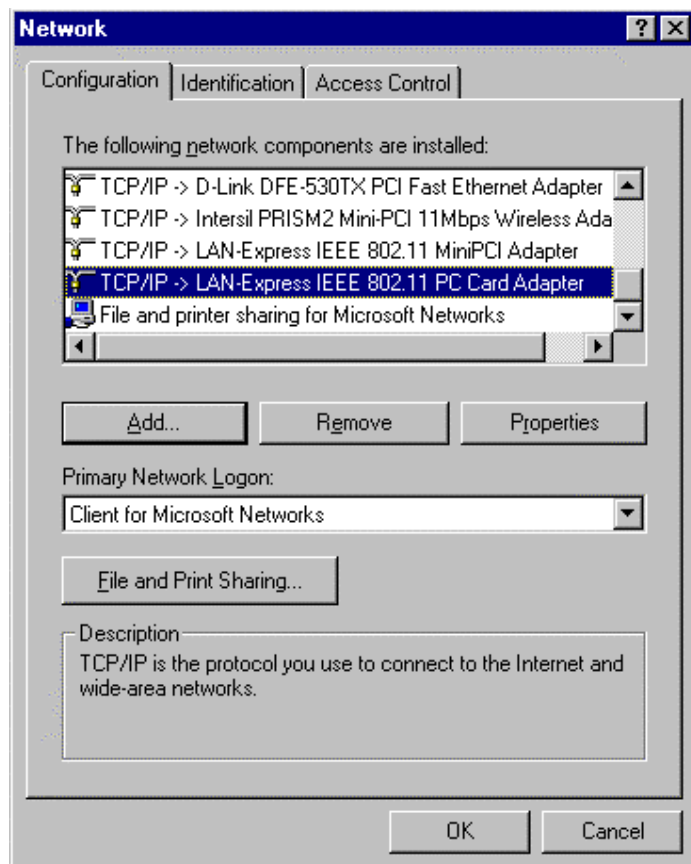 Network
Configuration Identification Access Control
The following network components are installed:
TCP/IP -> D-Link DFE-530TX PCI Fast Ethernet Adapter
TCP/IP -> Intersil PRISM2 Mini-PCI 11Mbps Wireless Ada
TCP/IP -> LAN-Express IEEE 802.11 MiniPCI Adapter
TCP/IP -> LAN-Express IEEE 802.11 PC Card Adapter
File and printer sharing for Microsoft Networks
Add... Remove Properties
Primary Network Logon:
Client for Microsoft Networks
File and Print Sharing...
Description
TCP/IP is the protocol you use to connect to the Internet and
wide-area networks.
OK Cancel